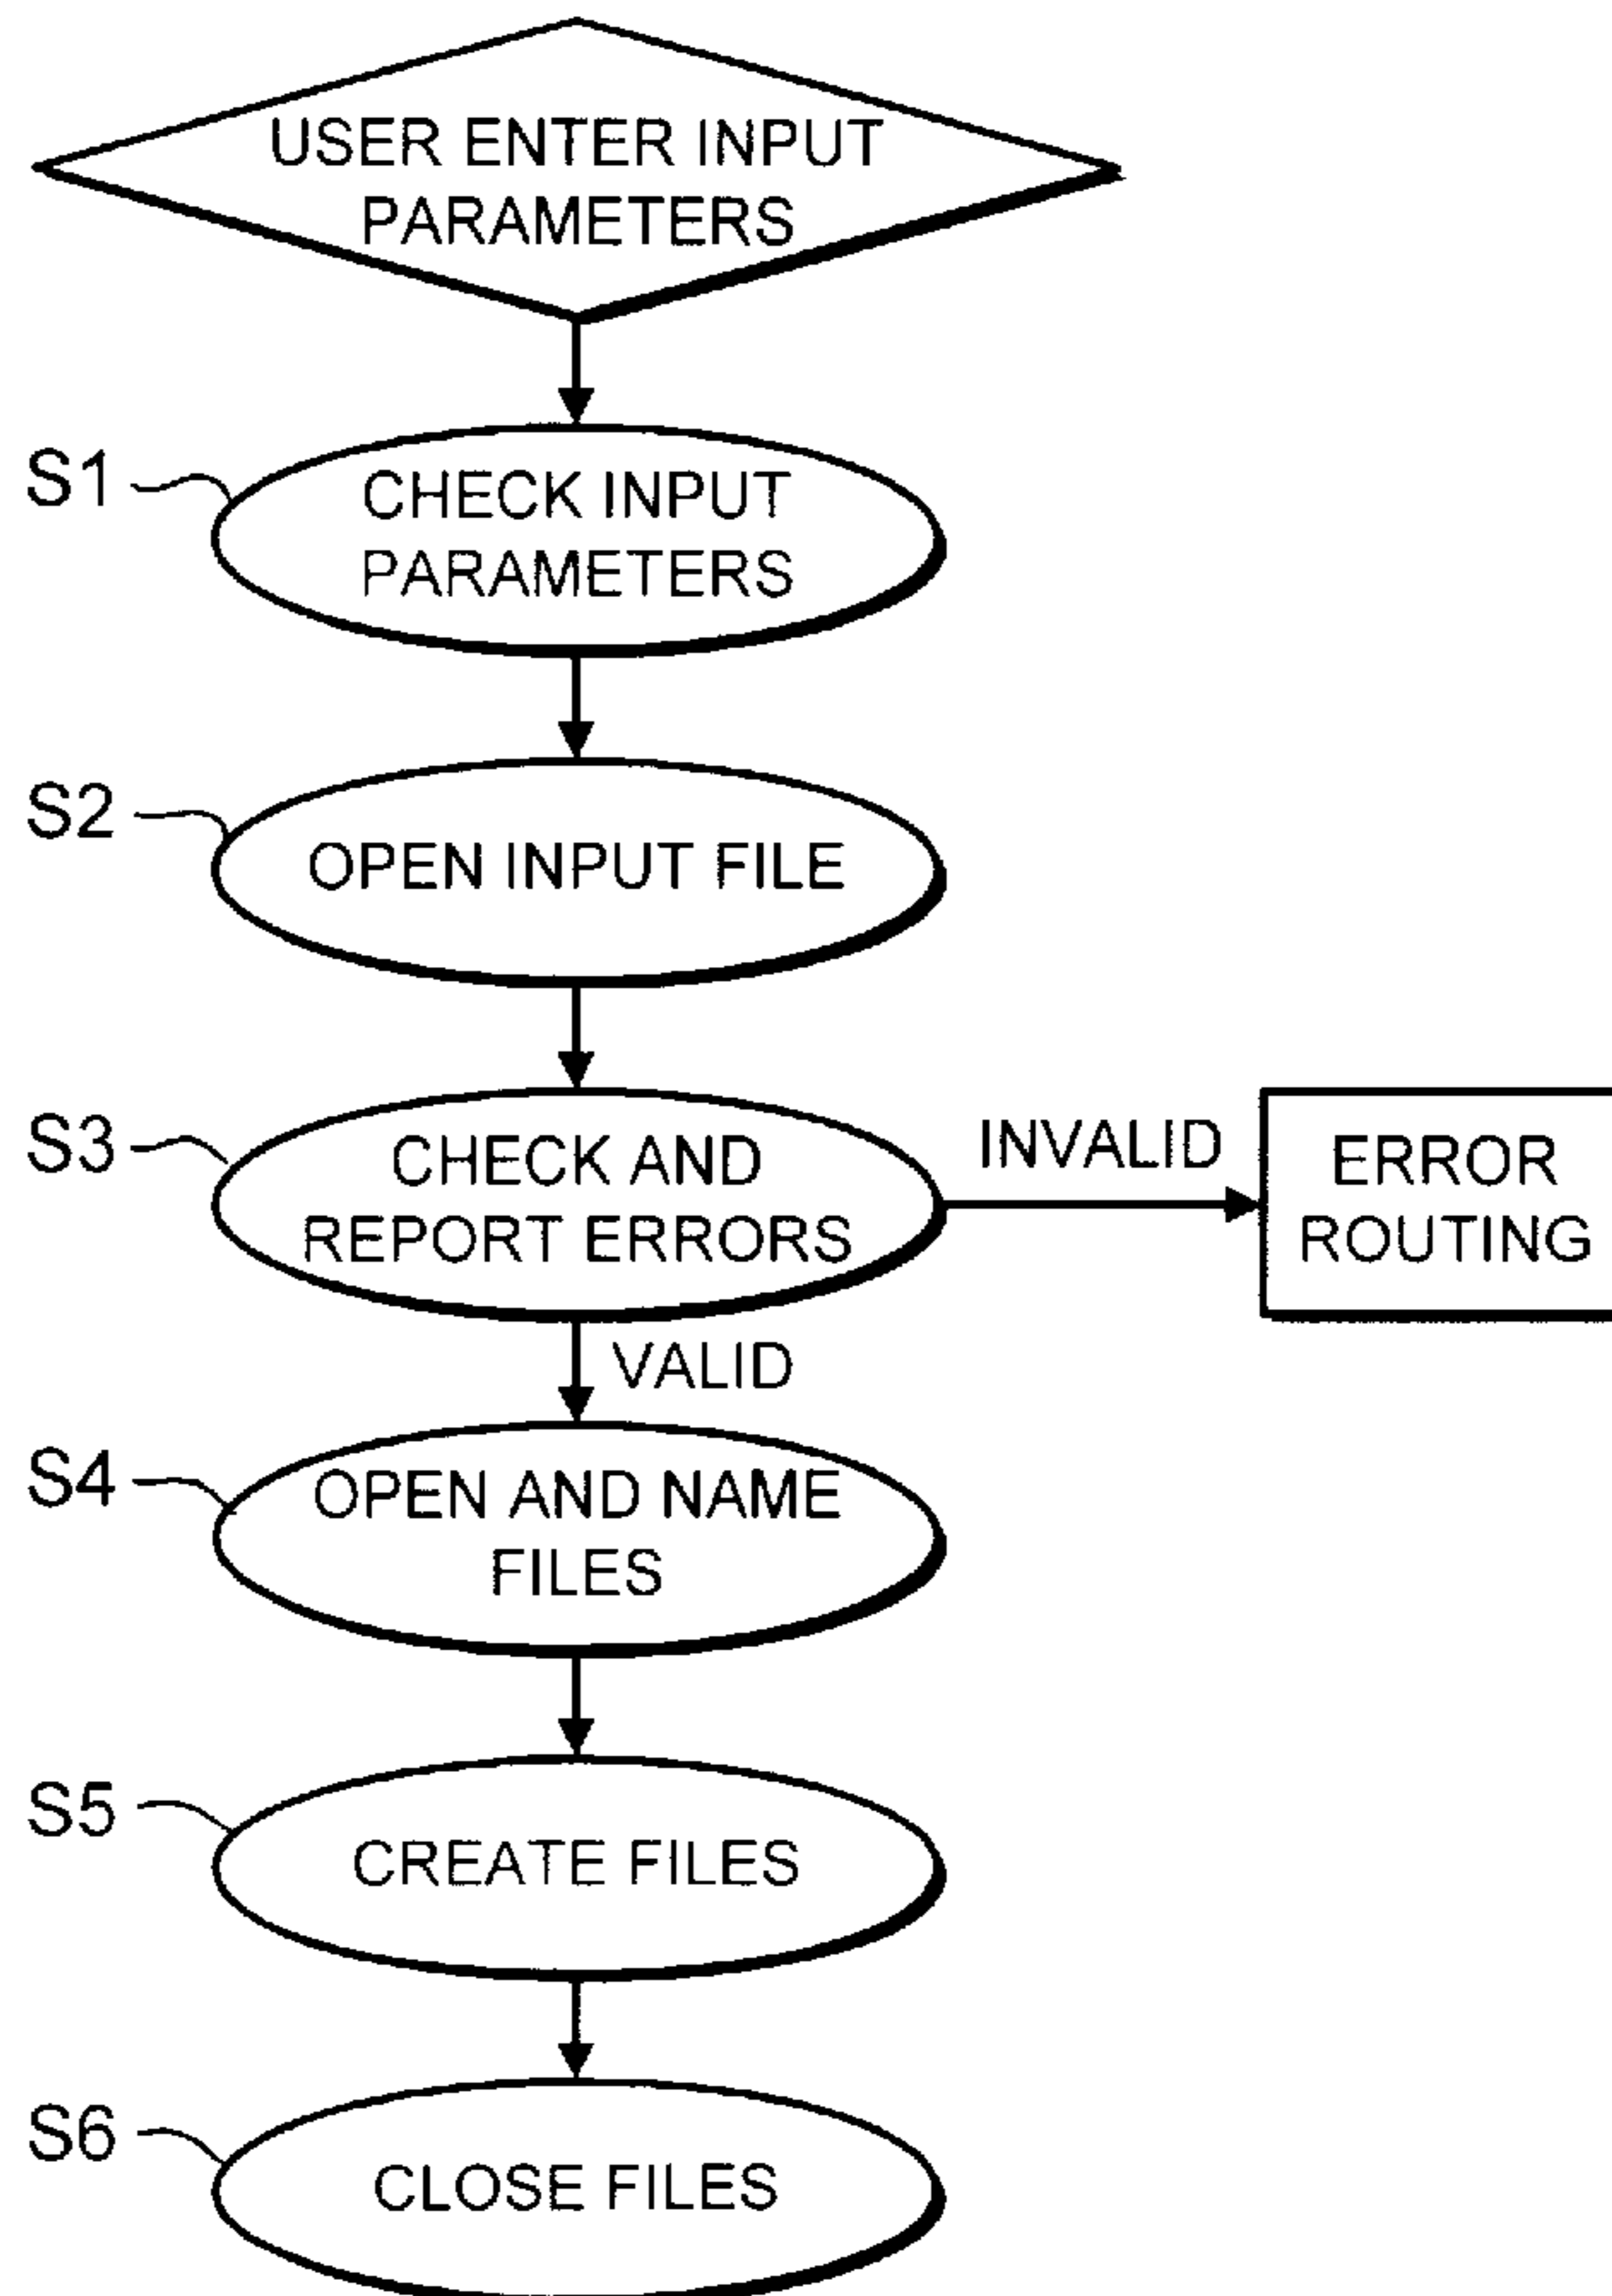 USER ENTER INPUT
PARAMETERS
S1
CHECK INPUT
PARAMETERS
S2
OPEN INPUT FILE
S3
CHECK AND
REPORT ERRORS
INVALID
ERROR
ROUTING
VALID
S4
OPEN AND NAME
FILES
S5
CREATE FILES
S6
CLOSE FILES